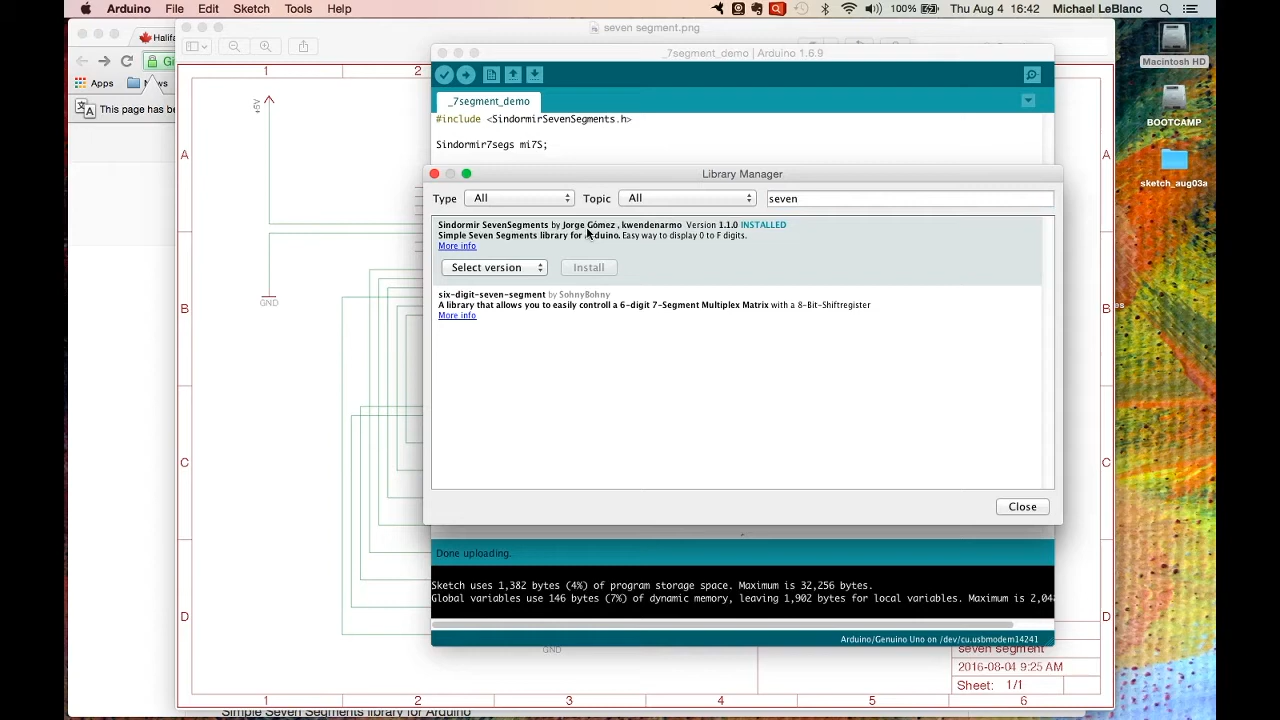 Arduino File Edit Sketch Tools Help
100% Thu Aug 4 16:42 Michael LeBlanc
seven segment.png
Halifa
_7segment_demo | Arduino 1.6.9
Apps
This page has be
_7segment_demo
#include <SindormirSevenSegments.h>
Sindormir7segs mi7S;
Library Manager
Type All Topic All seven
Sindormir SevenSegments by Jorge Gómez , kwendenarmo Version 1.1.0 INSTALLED
Simple Seven Segments library for Arduino. Easy way to display 0 to F digits.
More info
Select version Install
six-digit-seven-segment by SohnyBohny
A library that allows you to easily controll a 6-digit 7-Segment Multiplex Matrix with a 8-Bit-Shiftregister
More info
Close
Done uploading.
Sketch uses 1,382 bytes (4%) of program storage space. Maximum is 32,256 bytes.
Global variables use 146 bytes (7%) of dynamic memory, leaving 1,902 bytes for local variables. Maximum is 2,048
Arduino/Genuino Uno on /dev/cu.usbmodem14241
1 2
+5V
A
B
C
D
GND
GND
A
B
C
D
seven segment
2016-08-04 9:25 AM
Sheet: 1/1
1 2 3 4 5 6
Simple Seven Segments library for Arduino
Macintosh HD
BOOTCAMP
sketch_aug03a